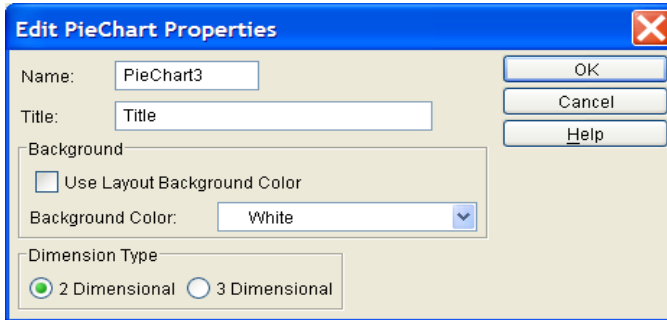 Edit PieChart Properties
Name: PieChart3
Title: Title
Background
Use Layout Background Color
Background Color: White
Dimension Type
2 Dimensional 3 Dimensional
OK
Cancel
Help